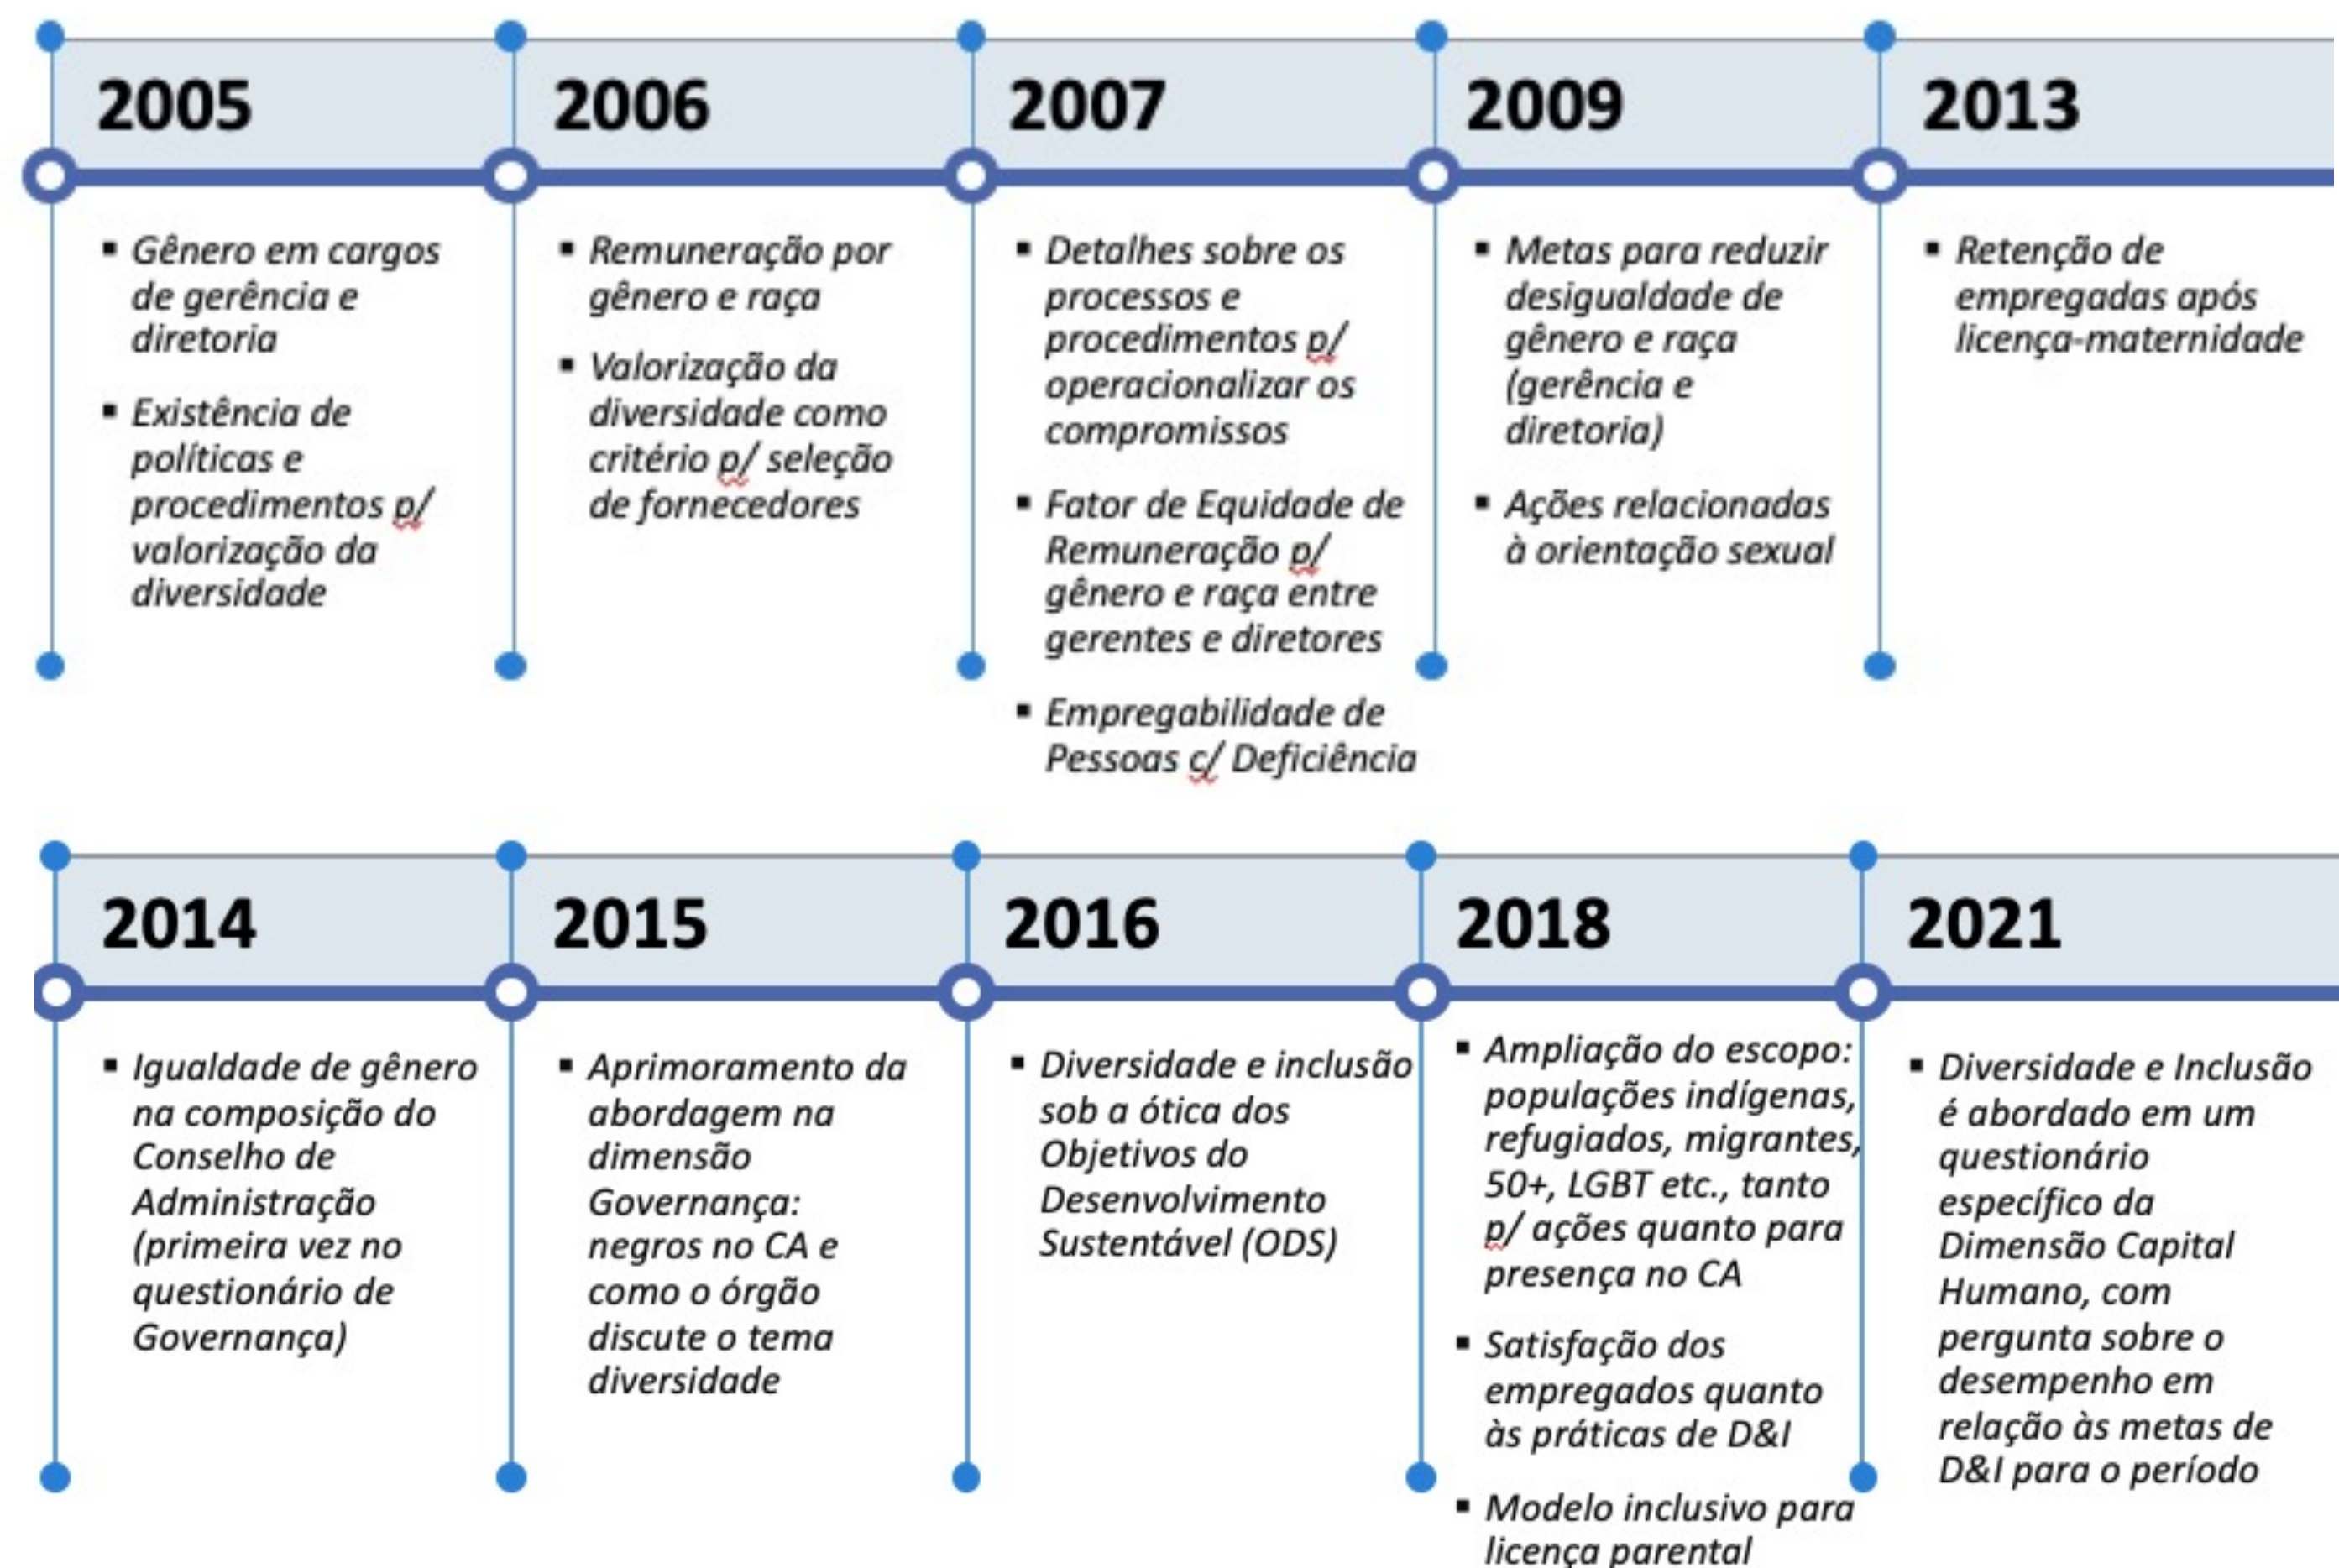 2005
▪ Gênero em cargos
de gerência e
diretoria
▪ Existência de
políticas e
procedimentos p/
valorização da
diversidade
2006
▪ Remuneração por
gênero e raça
▪ Valorização da
diversidade como
critério p/ seleção
de fornecedores
2007
▪ Detalhes sobre os
processos e
procedimentos p/
operacionalizar os
compromissos
▪ Fator de Equidade de
Remuneração p/
gênero e raça entre
gerentes e diretores
▪ Empregabilidade de
Pessoas c/ Deficiência
2009
▪ Metas para reduzir
desigualdade de
gênero e raça
(gerência e
diretoria)
▪ Ações relacionadas
à orientação sexual
2013
▪ Retenção de
empregadas após
licença-maternidade
2014
▪ Igualdade de gênero
na composição do
Conselho de
Administração
(primeira vez no
questionário de
Governança)
2015
▪ Aprimoramento da
abordagem na
dimensão
Governança:
negros no CA e
como o órgão
discute o tema
diversidade
2016
▪ Diversidade e inclusão
sob a ótica dos
Objetivos do
Desenvolvimento
Sustentável (ODS)
2018
▪ Ampliação do escopo:
populações indígenas,
refugiados, migrantes,
50+, LGBT etc., tanto
p/ ações quanto para
presença no CA
▪ Satisfação dos
empregados quanto
às práticas de D&I
▪ Modelo inclusivo para
licença parental
2021
▪ Diversidade e Inclusão
é abordado em um
questionário
específico da
Dimensão Capital
Humano, com
pergunta sobre o
desempenho em
relação às metas de
D&I para o período